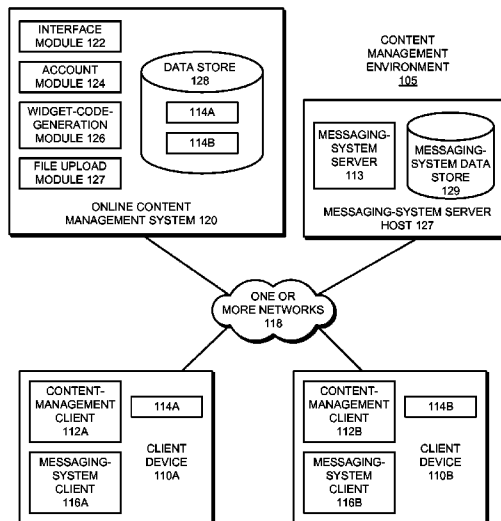 INTERFACE
MODULE 122
ACCOUNT
MODULE 124
WIDGET-CODE-
GENERATION
MODULE 126
FILE UPLOAD
MODULE 127
DATA STORE
128
114A
114B
ONLINE CONTENT
MANAGEMENT SYSTEM 120
CONTENT
MANAGEMENT
ENVIRONMENT
105
MESSAGING-
SYSTEM
SERVER
113
MESSAGING-
SYSTEM DATA
STORE
129
MESSAGING-SYSTEM SERVER
HOST 127
ONE OR
MORE NETWORKS
118
CONTENT-
MANAGEMENT
CLIENT
112A
114A
MESSAGING-
SYSTEM
CLIENT
116A
CLIENT
DEVICE
110A
CONTENT-
MANAGEMENT
CLIENT
112B
114B
MESSAGING-
SYSTEM
CLIENT
116B
CLIENT
DEVICE
110B